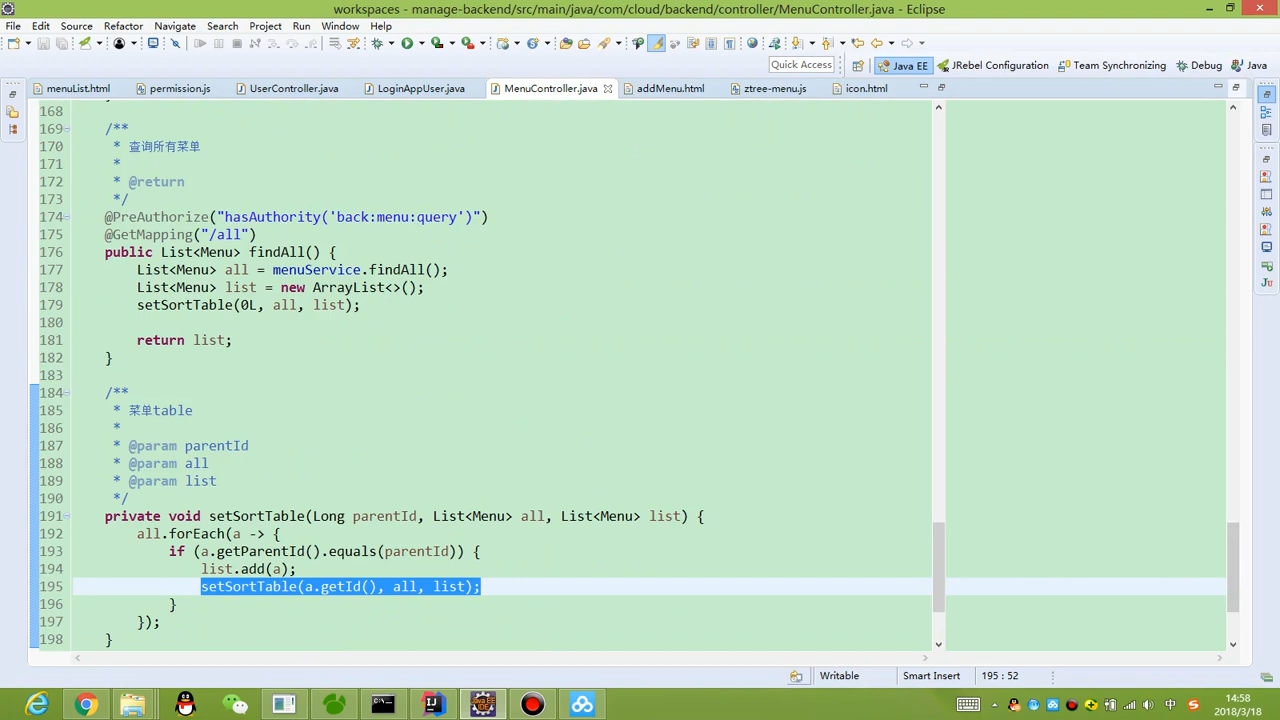 workspaces - manage-backend/src/main/java/com/cloud/backend/controller/MenuController.java - Eclipse
File Edit Source Refactor Navigate Search Project Run Window Help
Quick Access Java EE JRebel Configuration Team Synchronizing Debug Java
menuList.html permission.js UserController.java LoginAppUser.java MenuController.java addMenu.html ztree-menu.js icon.html
168 }
169 /**
170 * 查询所有菜单
171 *
172 * @return
173 */
174 @PreAuthorize("hasAuthority('back:menu:query')")
175 @GetMapping("/all")
176 public List<Menu> findAll() {
177 List<Menu> all = menuService.findAll();
178 List<Menu> list = new ArrayList<>();
179 setSortTable(0L, all, list);
180
181 return list;
182 }
183
184 /**
185 * 菜单table
186 *
187 * @param parentId
188 * @param all
189 * @param list
190 */
191 private void setSortTable(Long parentId, List<Menu> all, List<Menu> list) {
192 all.forEach(a -> {
193 if (a.getParentId().equals(parentId)) {
194 list.add(a);
195 setSortTable(a.getId(), all, list);
196 }
197 });
198 }
Writable Smart Insert 195 : 52
中 14:58
2018/3/18